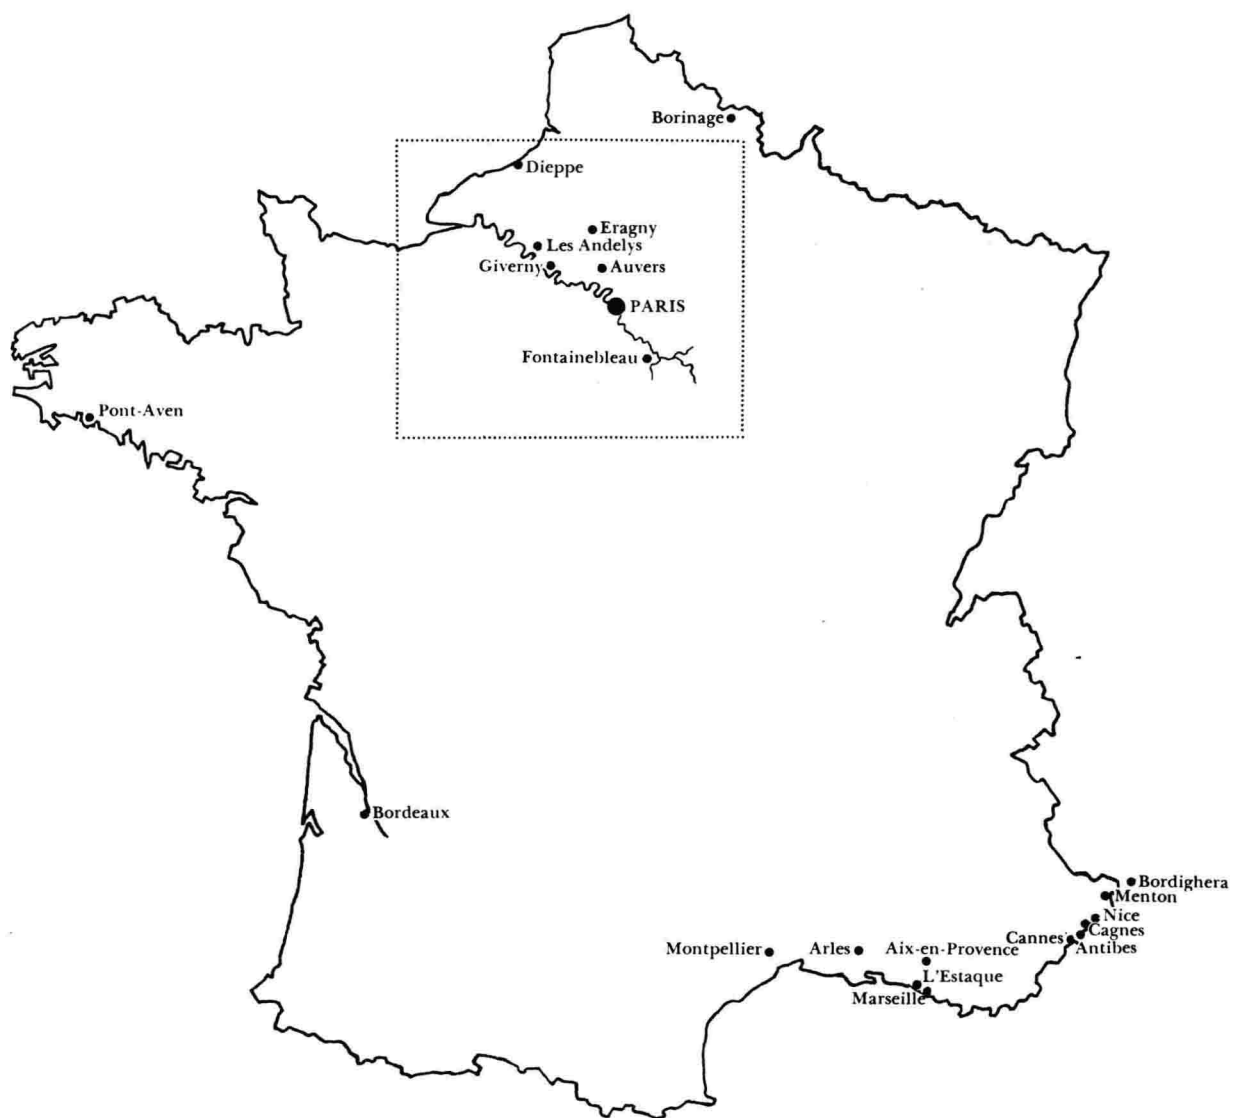 Borinage
Dieppe
Eragny
Les Andelys
Giverny
Auvers
PARIS
Fontainebleau
Pont-Aven
Bordeaux
Bordighera
Menton
Nice
Cagnes
Cannes
Antibes
Montpellier
Arles
Aix-en-Provence
L'Estaque
Marseille